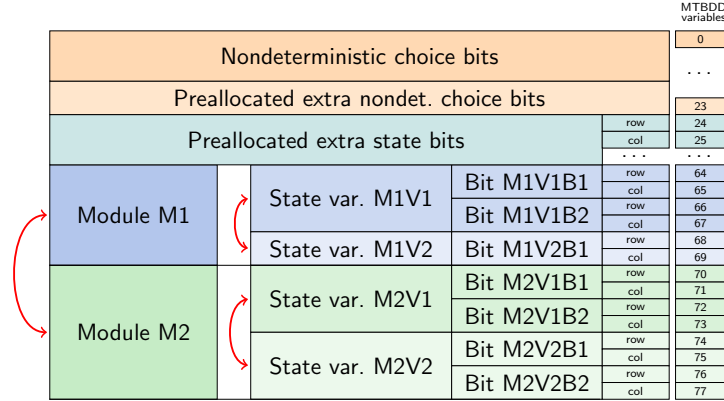 MTBDD
variables
Nondeterministic choice bits
0
. . .
Preallocated extra nondet. choice bits
23
Preallocated extra state bits
row 24
col 25
. . . . . .
Module M1
State var. M1V1
Bit M1V1B1
row 64
col 65
Bit M1V1B2
row 66
col 67
State var. M1V2
Bit M1V2B1
row 68
col 69
Module M2
State var. M2V1
Bit M2V1B1
row 70
col 71
Bit M2V1B2
row 72
col 73
State var. M2V2
Bit M2V2B1
row 74
col 75
Bit M2V2B2
row 76
col 77